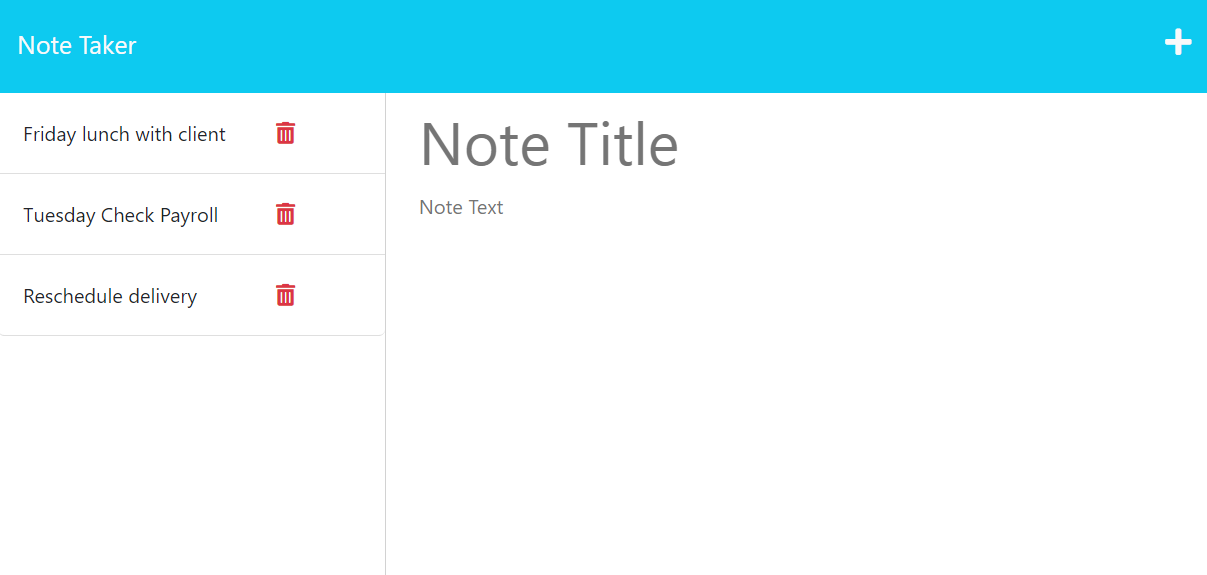 Note Taker
Friday lunch with client
Tuesday Check Payroll
Reschedule delivery
Note Title
Note Text